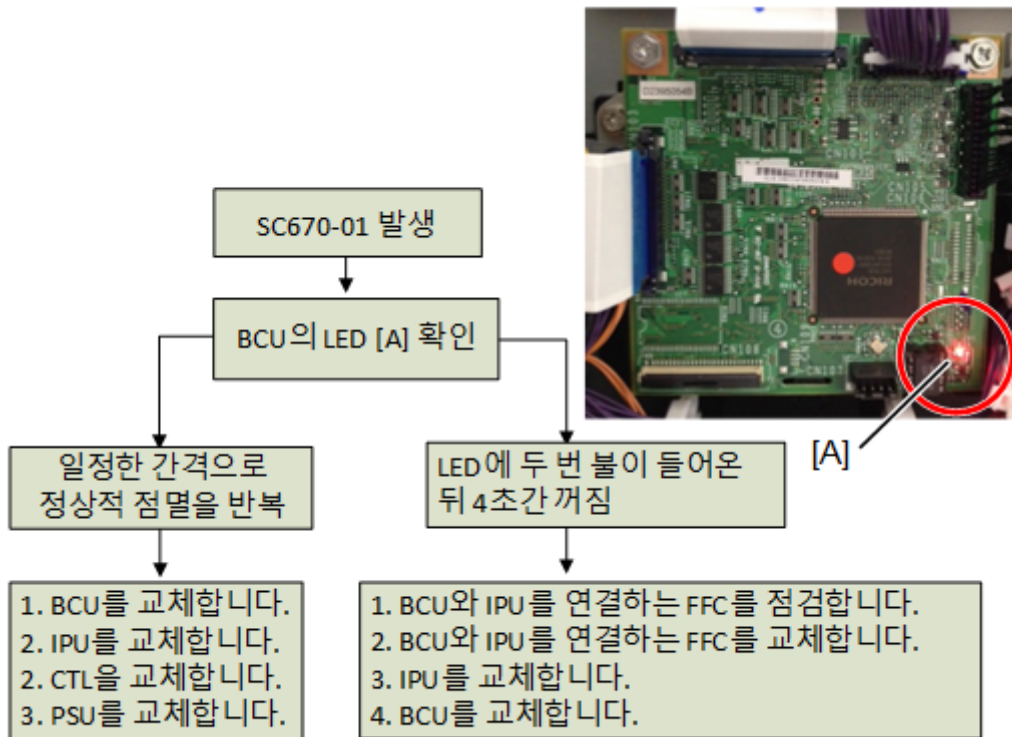 SC670-01 발생
BCU의 LED [A] 확인
[A]
일정한 간격으로
정상적 점멸을 반복
LED에 두 번 불이 들어온
뒤 4초간 꺼짐
1. BCU를 교체합니다.
2. IPU를 교체합니다.
2. CTL을 교체합니다.
3. PSU를 교체합니다.
1. BCU와 IPU를 연결하는 FFC를 점검합니다.
2. BCU와 IPU를 연결하는 FFC를 교체합니다.
3. IPU를 교체합니다.
4. BCU를 교체합니다.
CN101
RICOH
CN108
CN107